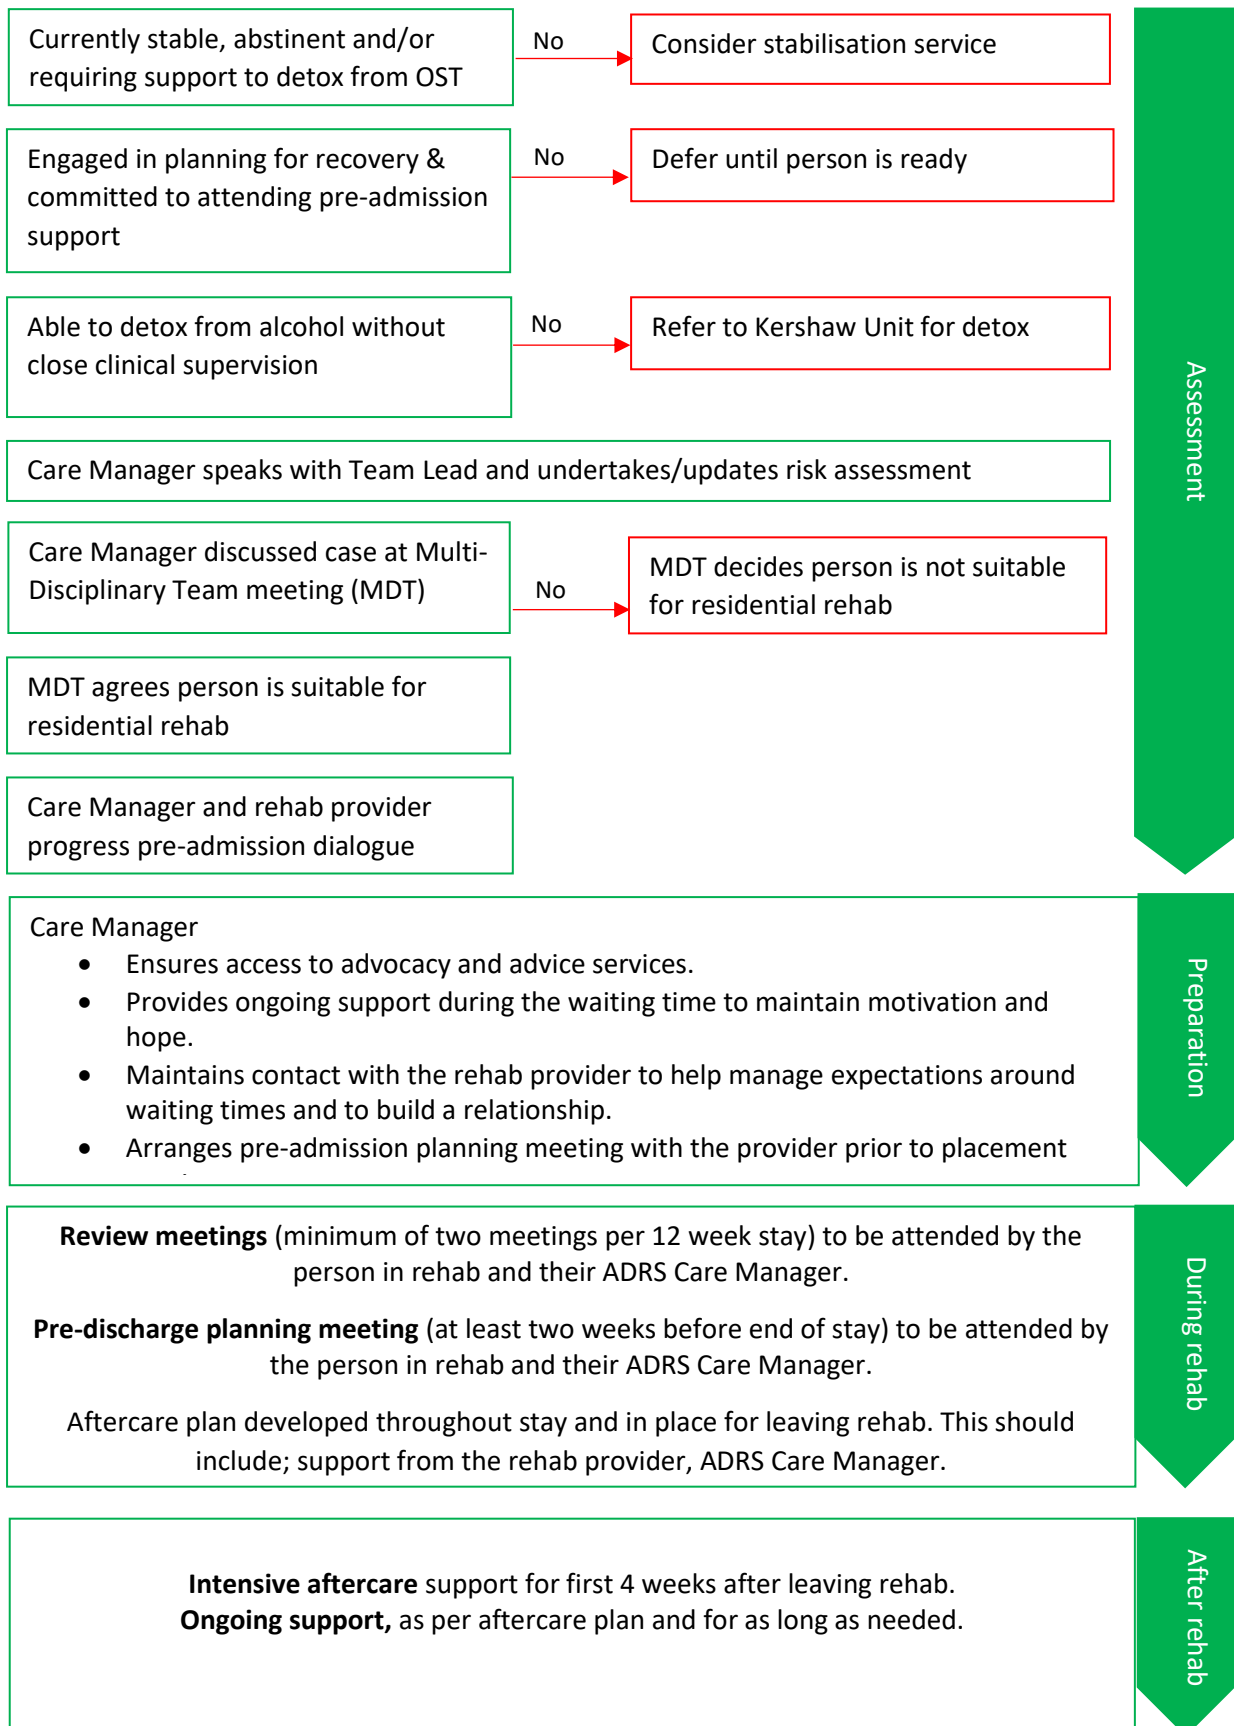 Currently stable, abstinent and/or
requiring support to detox from OST
No
Consider stabilisation service
Engaged in planning for recovery &
committed to attending pre-admission
support
No
Defer until person is ready
Able to detox from alcohol without
close clinical supervision
No
Refer to Kershaw Unit for detox
Care Manager speaks with Team Lead and undertakes/updates risk assessment
Care Manager discussed case at Multi-
Disciplinary Team meeting (MDT)
No
MDT decides person is not suitable
for residential rehab
MDT agrees person is suitable for
residential rehab
Care Manager and rehab provider
progress pre-admission dialogue
Assessment
Care Manager
• Ensures access to advocacy and advice services.
• Provides ongoing support during the waiting time to maintain motivation and
hope.
• Maintains contact with the rehab provider to help manage expectations around
waiting times and to build a relationship.
• Arranges pre-admission planning meeting with the provider prior to placement
Preparation
Review meetings (minimum of two meetings per 12 week stay) to be attended by the
person in rehab and their ADRS Care Manager.
Pre-discharge planning meeting (at least two weeks before end of stay) to be attended by
the person in rehab and their ADRS Care Manager.
Aftercare plan developed throughout stay and in place for leaving rehab. This should
include; support from the rehab provider, ADRS Care Manager.
During rehab
Intensive aftercare support for first 4 weeks after leaving rehab.
Ongoing support, as per aftercare plan and for as long as needed.
After rehab